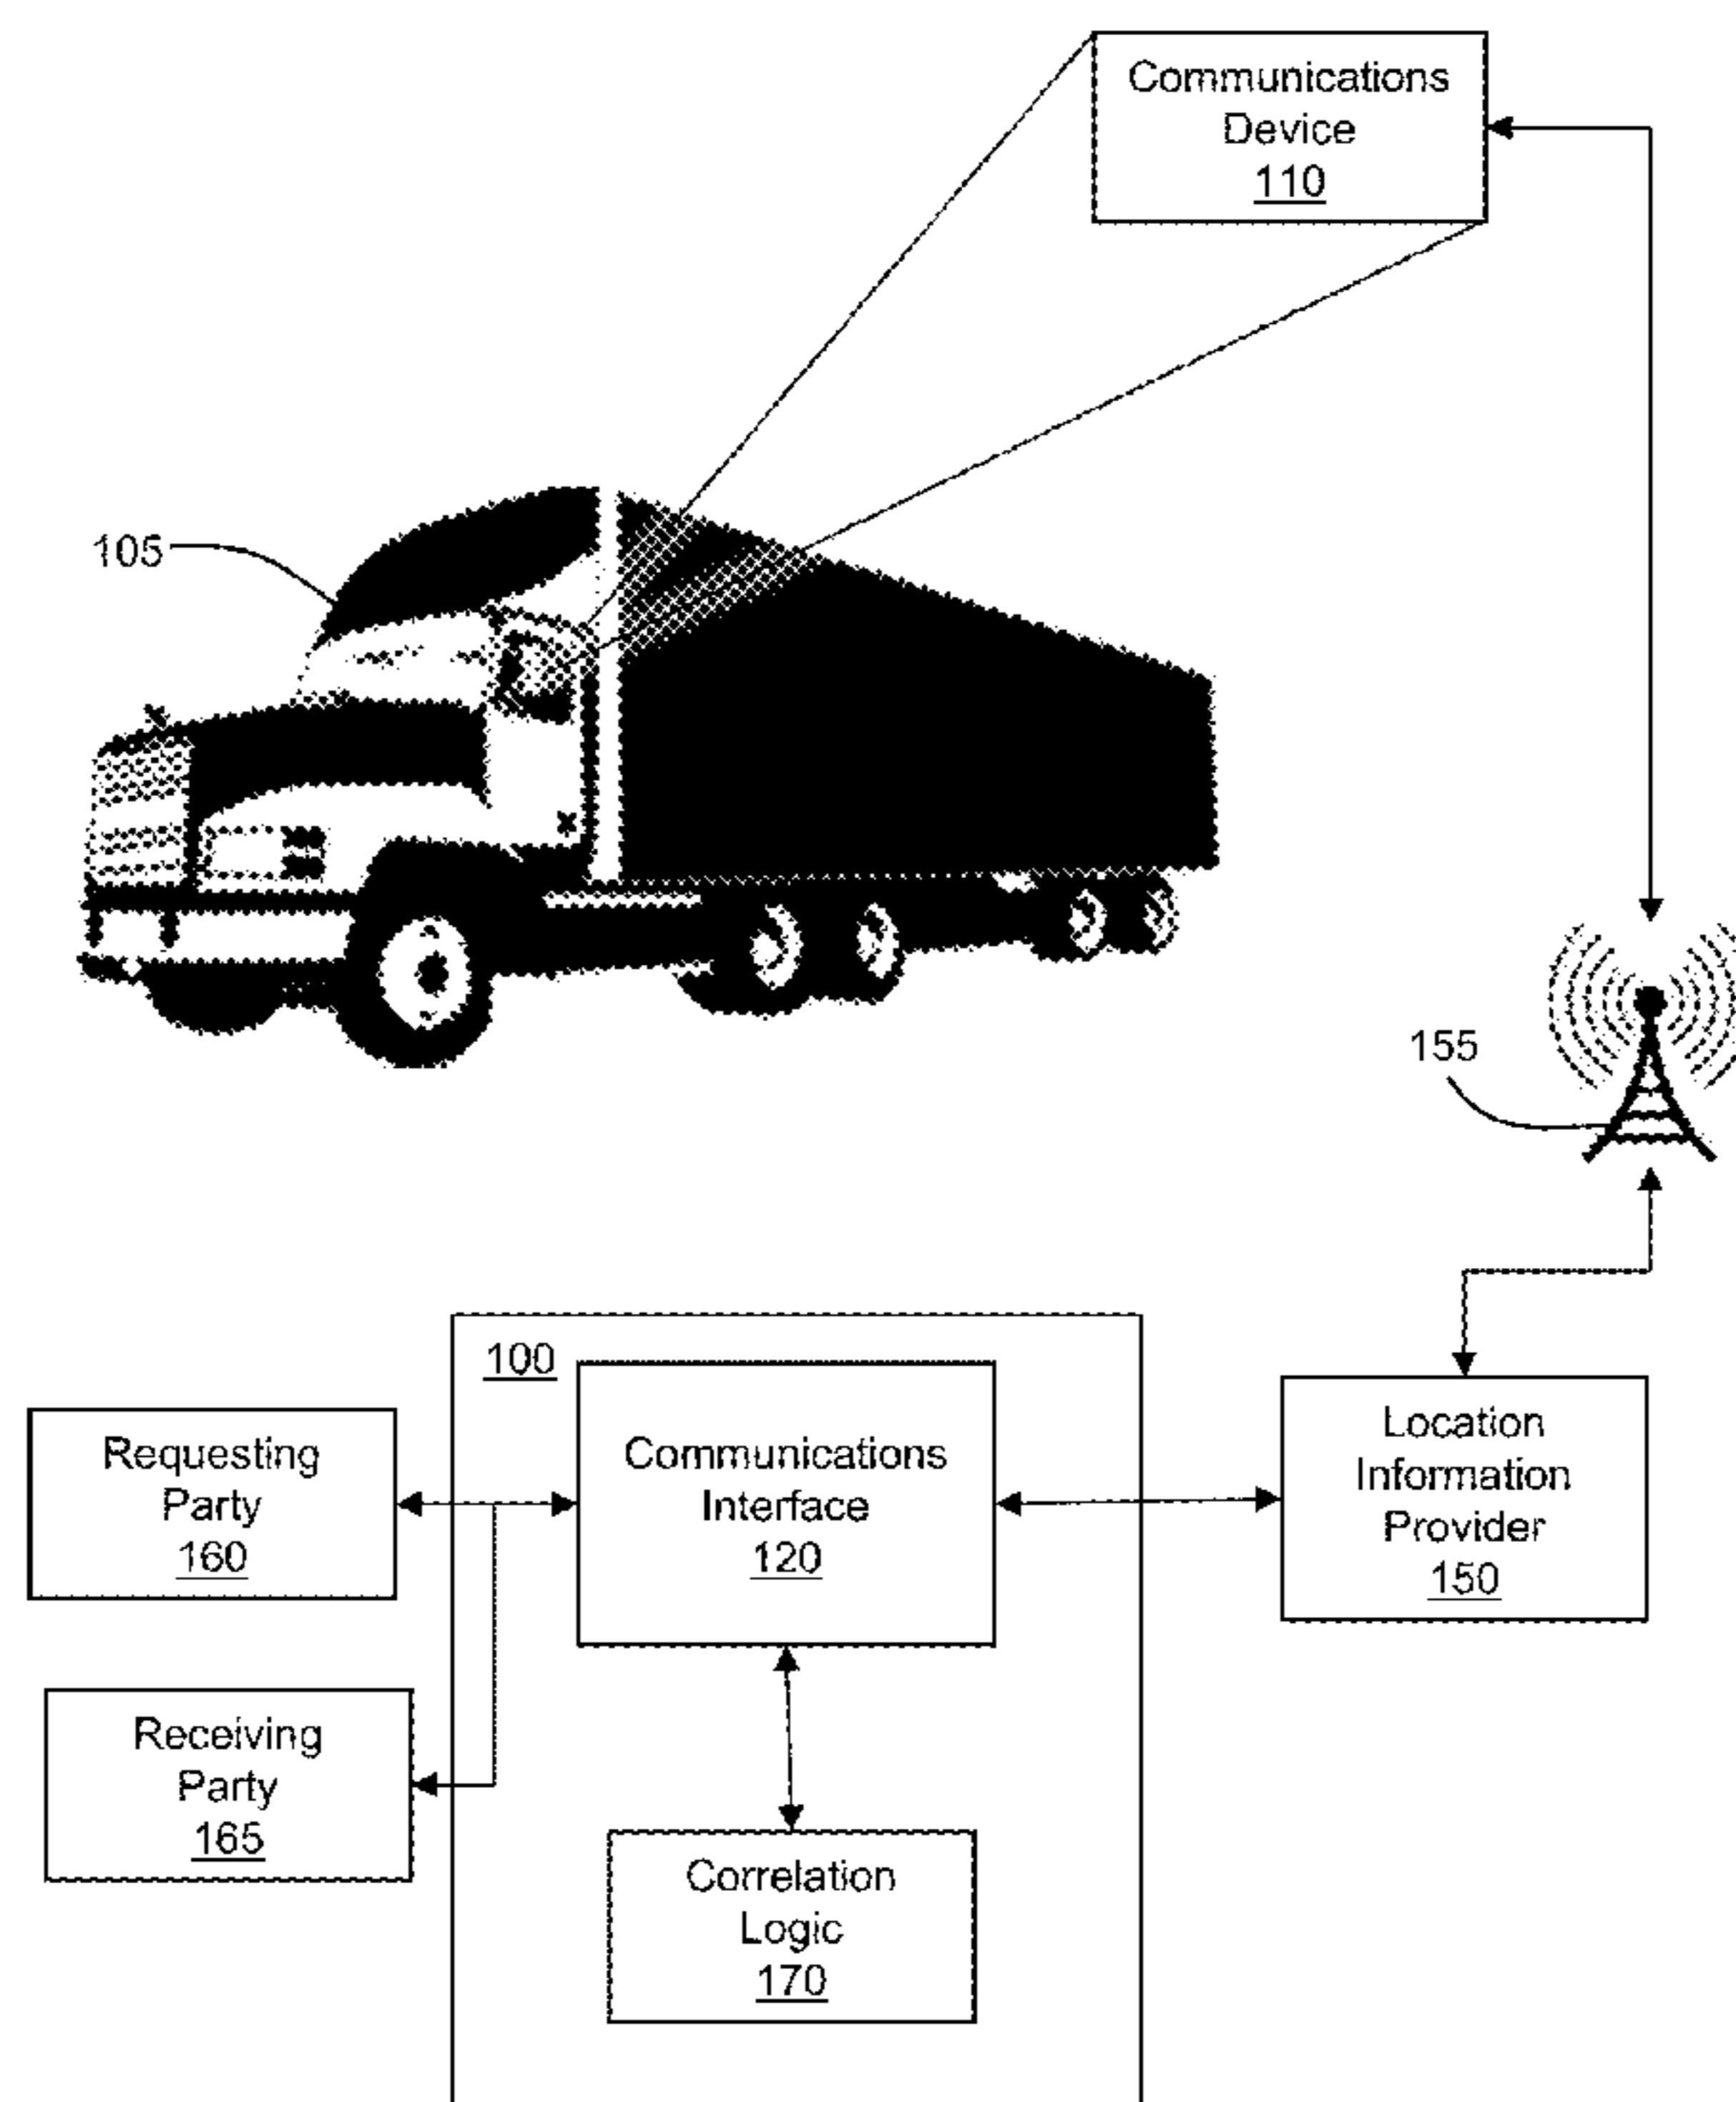 Communications
Device
110
105
155
100
Requesting
Party
160
Communications
Interface
120
Location
Information
Provider
150
Receiving
Party
165
Correlation
Logic
170